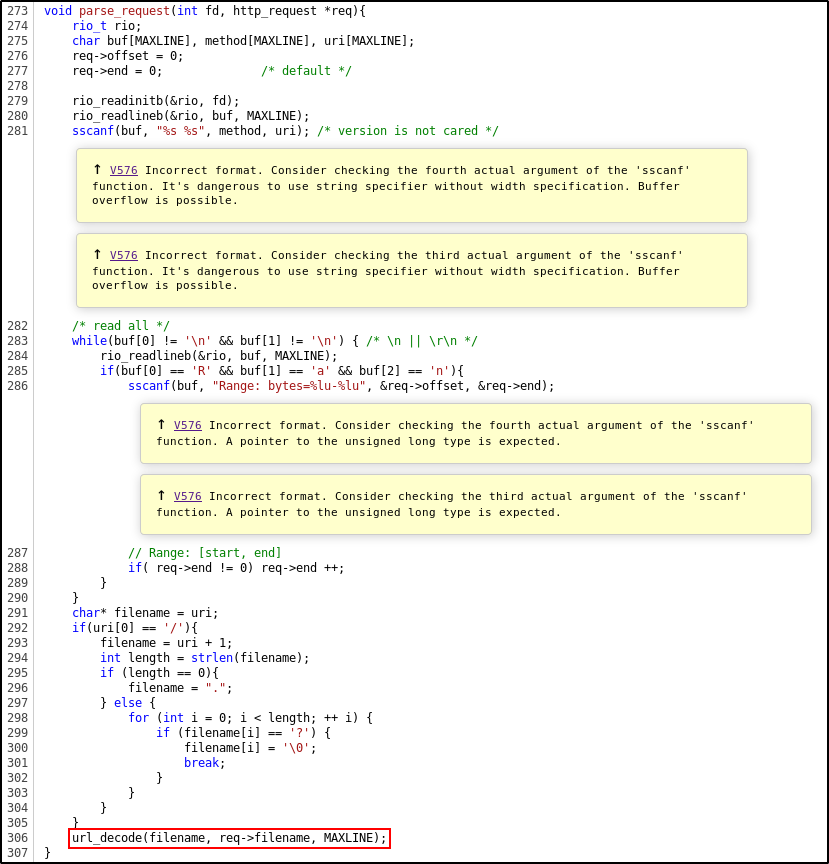 273 void parse_request(int fd, http_request *req){
274     rio_t rio;
275     char buf[MAXLINE], method[MAXLINE], uri[MAXLINE];
276     req->offset = 0;
277     req->end = 0;              /* default */
278
279     rio_readinitb(&rio, fd);
280     rio_readlineb(&rio, buf, MAXLINE);
281     sscanf(buf, "%s %s", method, uri); /* version is not cared */
↑ V576 Incorrect format. Consider checking the fourth actual argument of the 'sscanf'
function. It's dangerous to use string specifier without width specification. Buffer
overflow is possible.
↑ V576 Incorrect format. Consider checking the third actual argument of the 'sscanf'
function. It's dangerous to use string specifier without width specification. Buffer
overflow is possible.
282     /* read all */
283     while(buf[0] != '\n' && buf[1] != '\n') { /* \n || \r\n */
284         rio_readlineb(&rio, buf, MAXLINE);
285         if(buf[0] == 'R' && buf[1] == 'a' && buf[2] == 'n'){
286             sscanf(buf, "Range: bytes=%lu-%lu", &req->offset, &req->end);
↑ V576 Incorrect format. Consider checking the fourth actual argument of the 'sscanf'
function. A pointer to the unsigned long type is expected.
↑ V576 Incorrect format. Consider checking the third actual argument of the 'sscanf'
function. A pointer to the unsigned long type is expected.
287             // Range: [start, end]
288             if( req->end != 0) req->end ++;
289         }
290     }
291     char* filename = uri;
292     if(uri[0] == '/'){
293         filename = uri + 1;
294         int length = strlen(filename);
295         if (length == 0){
296             filename = ".";
297         } else {
298             for (int i = 0; i < length; ++ i) {
299                 if (filename[i] == '?') {
300                     filename[i] = '\0';
301                     break;
302                 }
303             }
304         }
305     }
306     url_decode(filename, req->filename, MAXLINE);
307 }